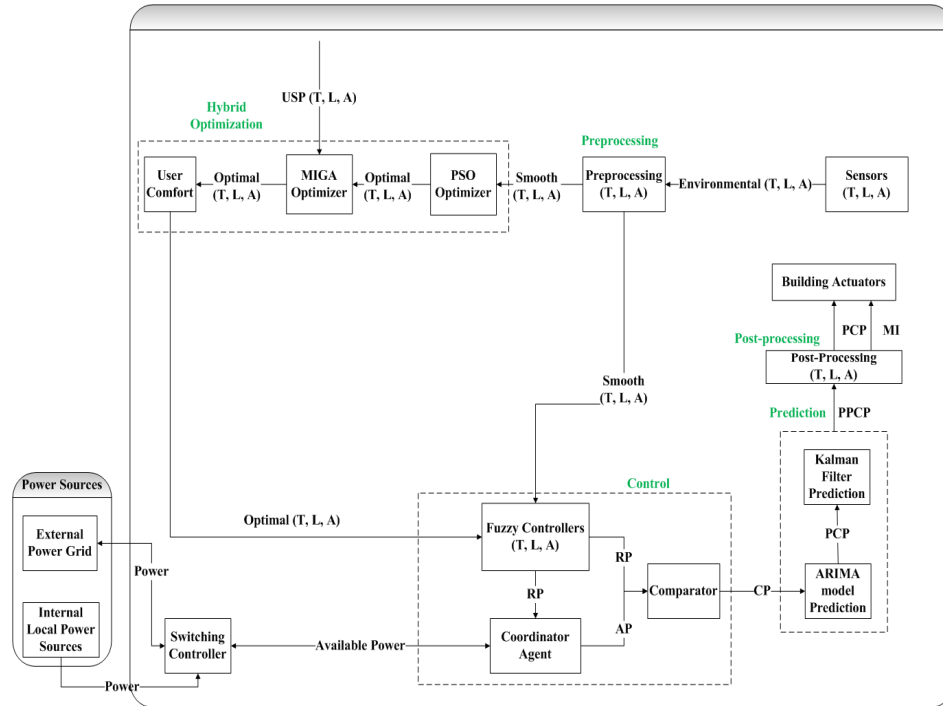 USP (T, L, A)
Hybrid
Optimization
Preprocessing
User
Comfort
Optimal
(T, L, A)
MIGA
Optimizer
Optimal
(T, L, A)
PSO
Optimizer
Smooth
(T, L, A)
Preprocessing
(T, L, A)
Environmental (T, L, A)
Sensors
(T, L, A)
Building Actuators
PCP
MI
Post-processing
Post-Processing
(T, L, A)
Smooth
(T, L, A)
Prediction
PPCP
Kalman
Filter
Prediction
PCP
ARIMA
model
Prediction
Power Sources
External
Power Grid
Internal
Local Power
Sources
Power
Power
Optimal (T, L, A)
Control
Fuzzy Controllers
(T, L, A)
RP
RP
Comparator
CP
AP
Switching
Controller
Available Power
Coordinator
Agent